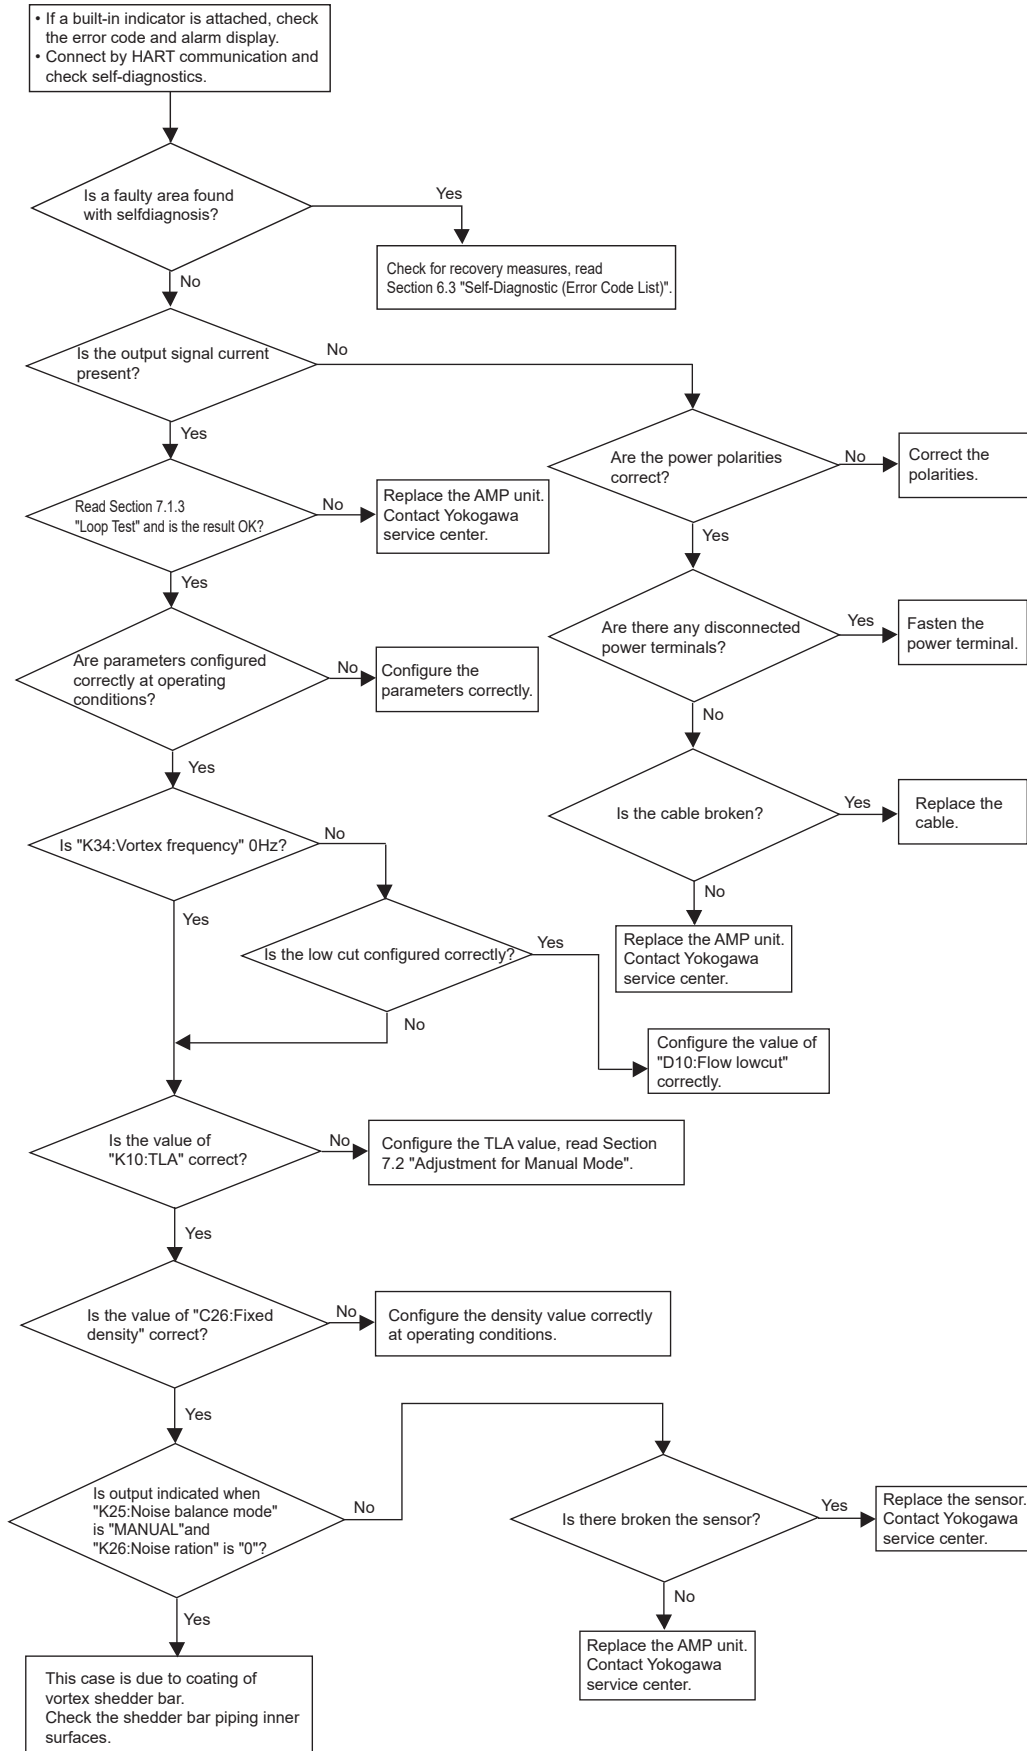 • If a built-in indicator is attached, check
the error code and alarm display.
• Connect by HART communication and
check self-diagnostics.
Is a faulty area found
with selfdiagnosis?
Yes
Check for recovery measures, read
Section 6.3 "Self-Diagnostic (Error Code List)".
No
Is the output signal current
present?
No
Yes
Are the power polarities
correct?
No
Correct the
polarities.
Read Section 7.1.3
"Loop Test" and is the result OK?
No
Replace the AMP unit.
Contact Yokogawa
service center.
Yes
Yes
Are there any disconnected
power terminals?
Yes
Fasten the
power terminal.
Are parameters configured
correctly at operating
conditions?
No
Configure the
parameters correctly.
No
Yes
Is the cable broken?
Yes
Replace the
cable.
Is "K34:Vortex frequency" 0Hz?
No
Yes
No
Replace the AMP unit.
Contact Yokogawa
service center.
Is the low cut configured correctly?
Yes
No
Configure the value of
"D10:Flow lowcut"
correctly.
Is the value of
"K10:TLA" correct?
No
Configure the TLA value, read Section
7.2 "Adjustment for Manual Mode".
Yes
Is the value of "C26:Fixed
density" correct?
No
Configure the density value correctly
at operating conditions.
Yes
Is output indicated when
"K25:Noise balance mode"
is "MANUAL"and
"K26:Noise ration" is "0"?
No
Is there broken the sensor?
Yes
Replace the sensor.
Contact Yokogawa
service center.
No
Replace the AMP unit.
Contact Yokogawa
service center.
Yes
This case is due to coating of
vortex shedder bar.
Check the shedder bar piping inner
surfaces.